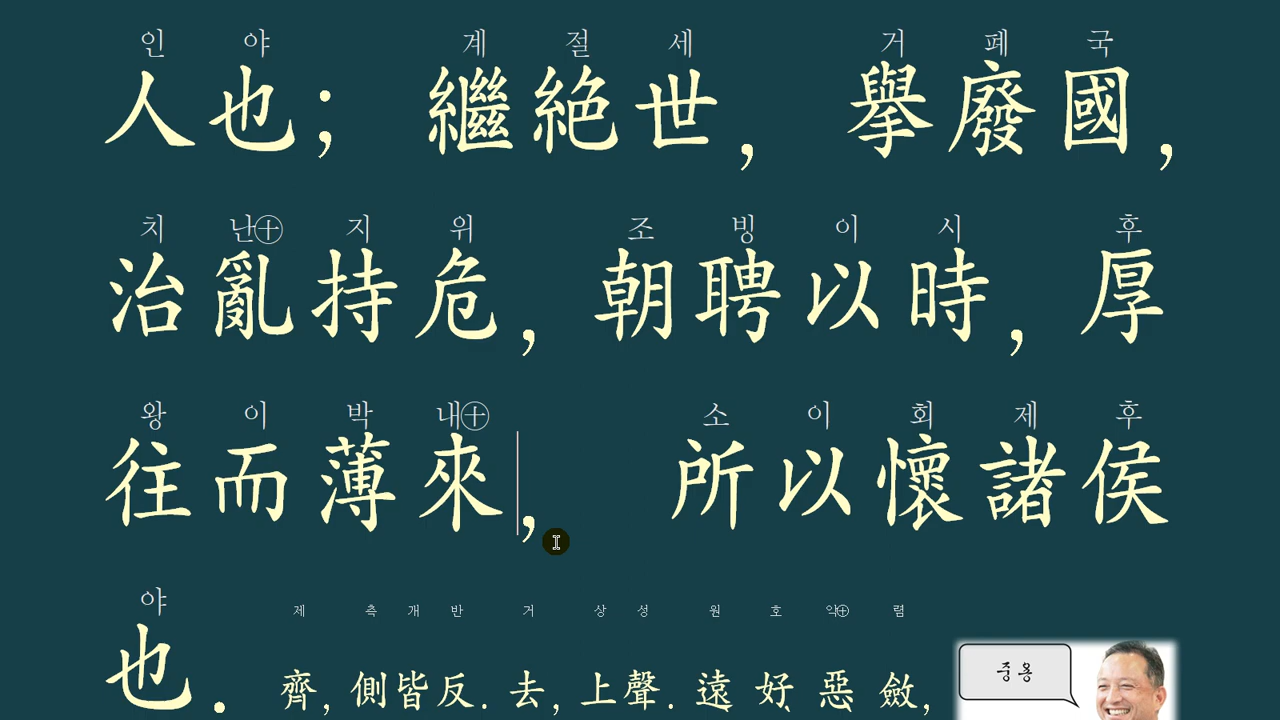 인 야 계 절 세 거 폐 국
人也; 繼絶世, 擧廢國,
치 난㊉ 지 위 조 빙 이 시 후
治亂持危, 朝聘以時, 厚
왕 이 박 내㊉ 소 이 회 제 후
往而薄來, 所以懷諸侯
야 제 측 개 반 거 상 성 원 호 악㊉ 렴
也. 齊, 側皆反. 去, 上聲. 遠 好 惡 斂,
중용